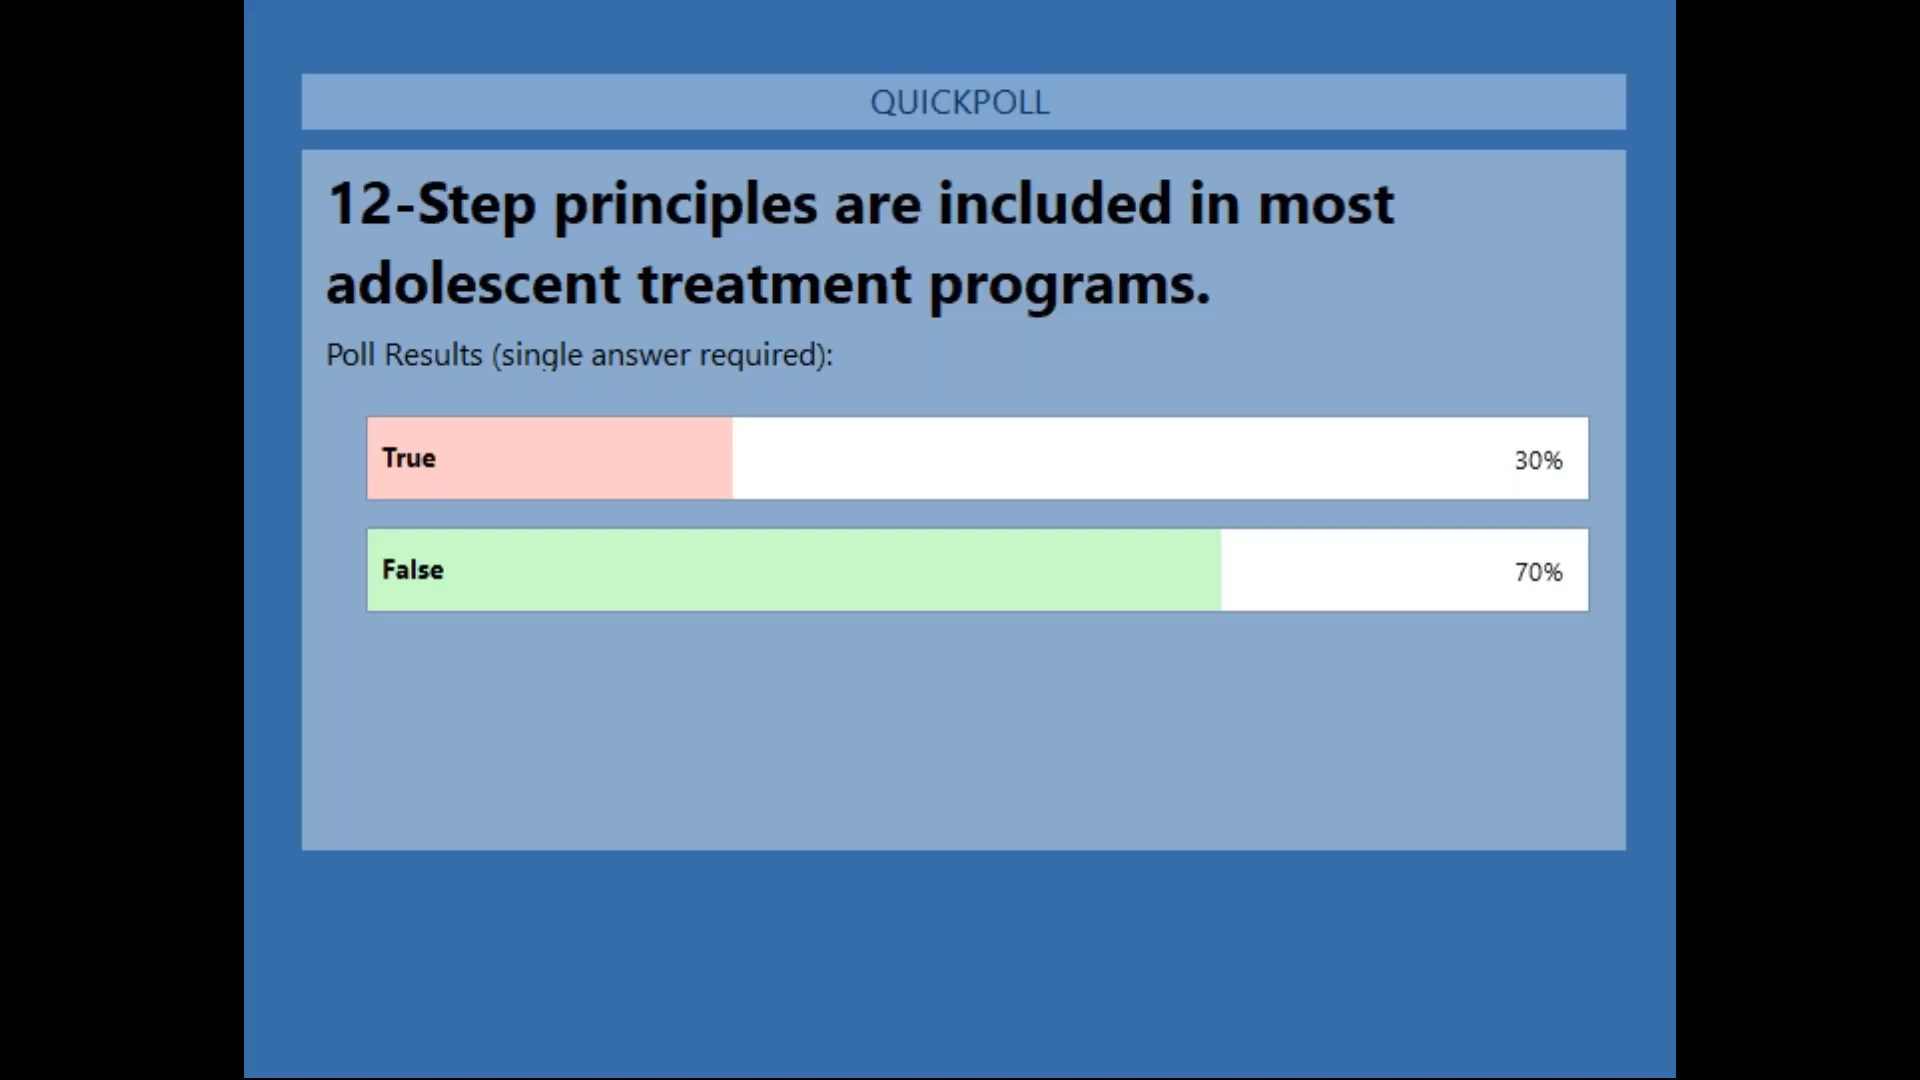 QUICKPOLL
12-Step principles are included in most
adolescent treatment programs.
Poll Results (single answer required):
True 30%
False 70%